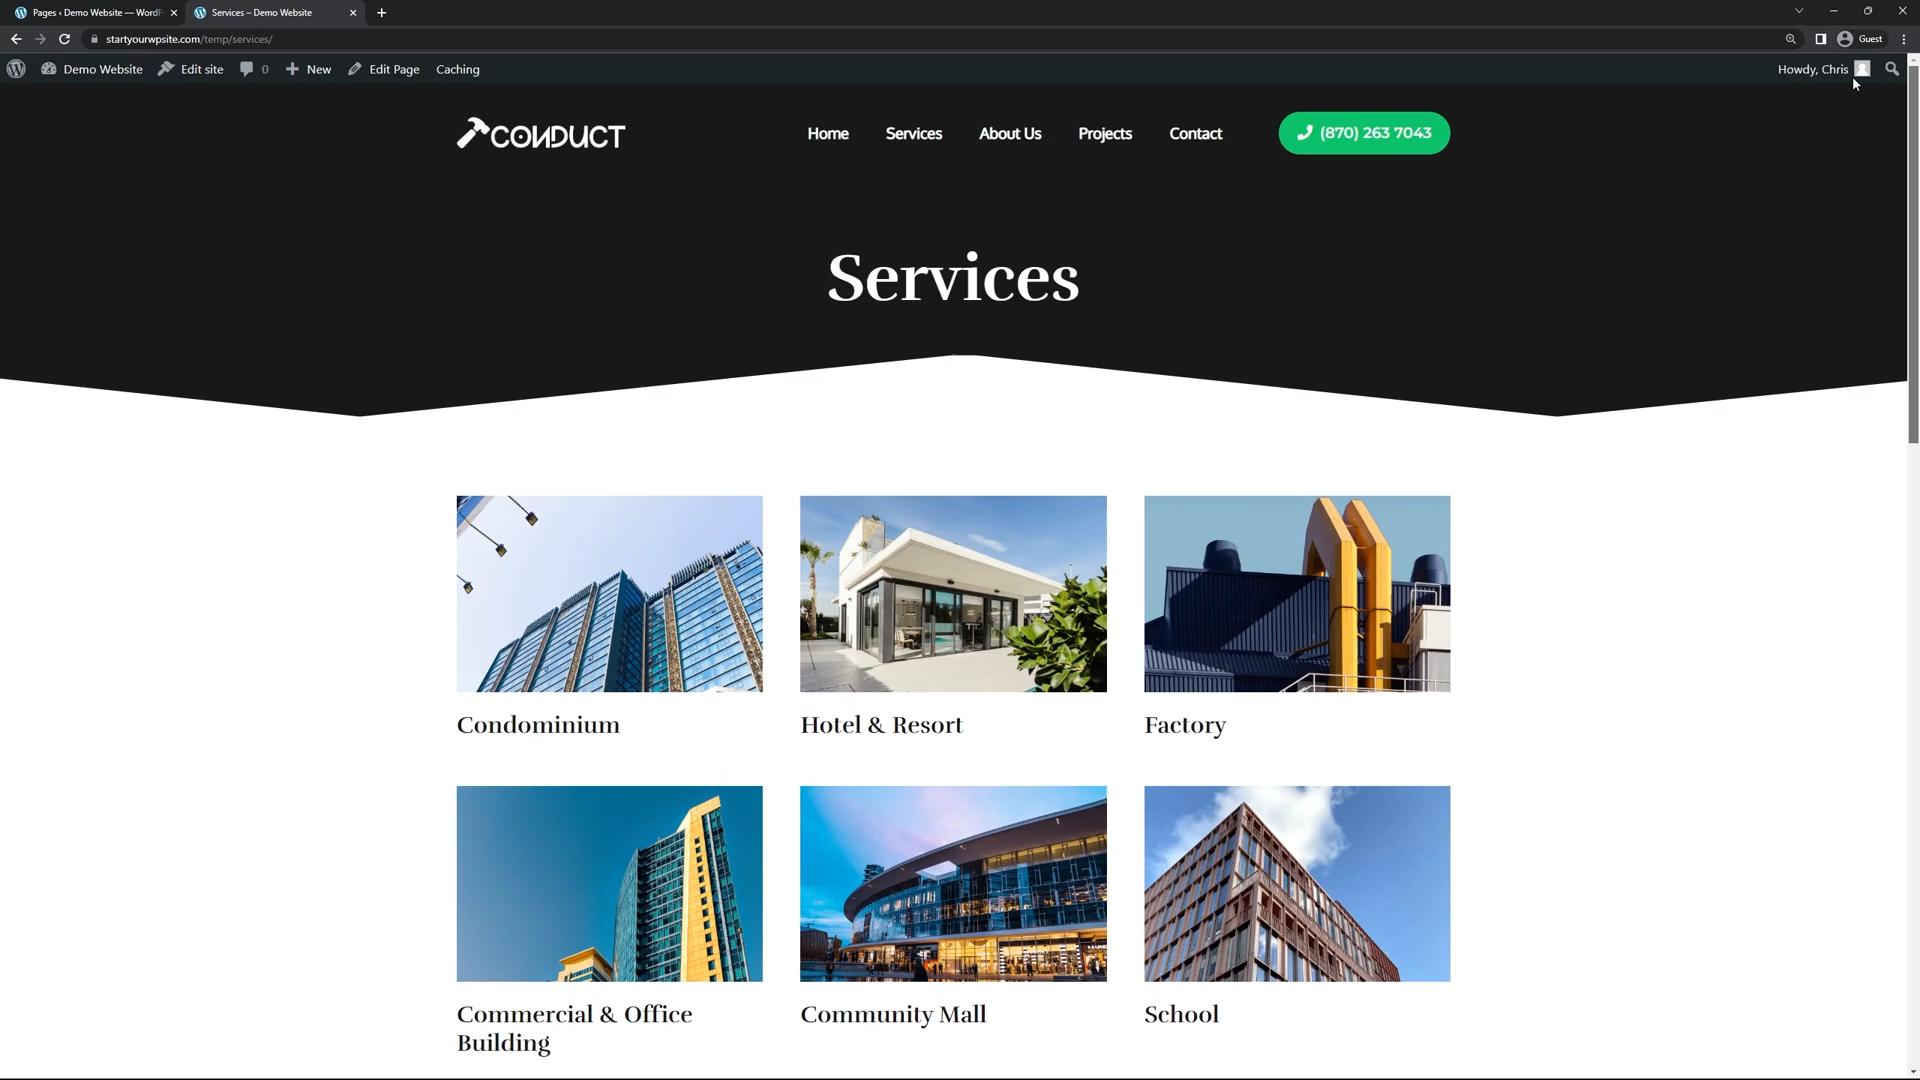 Pages ‹ Demo Website — WordP
Services – Demo Website
startyourwpsite.com/temp/services/
Guest
Demo Website
Edit site
0
New
Edit Page
Caching
Howdy, Chris
CONDUCT
Home
Services
About Us
Projects
Contact
(870) 263 7043
Services
Condominium
Hotel & Resort
Factory
Commercial & Office
Building
Community Mall
School